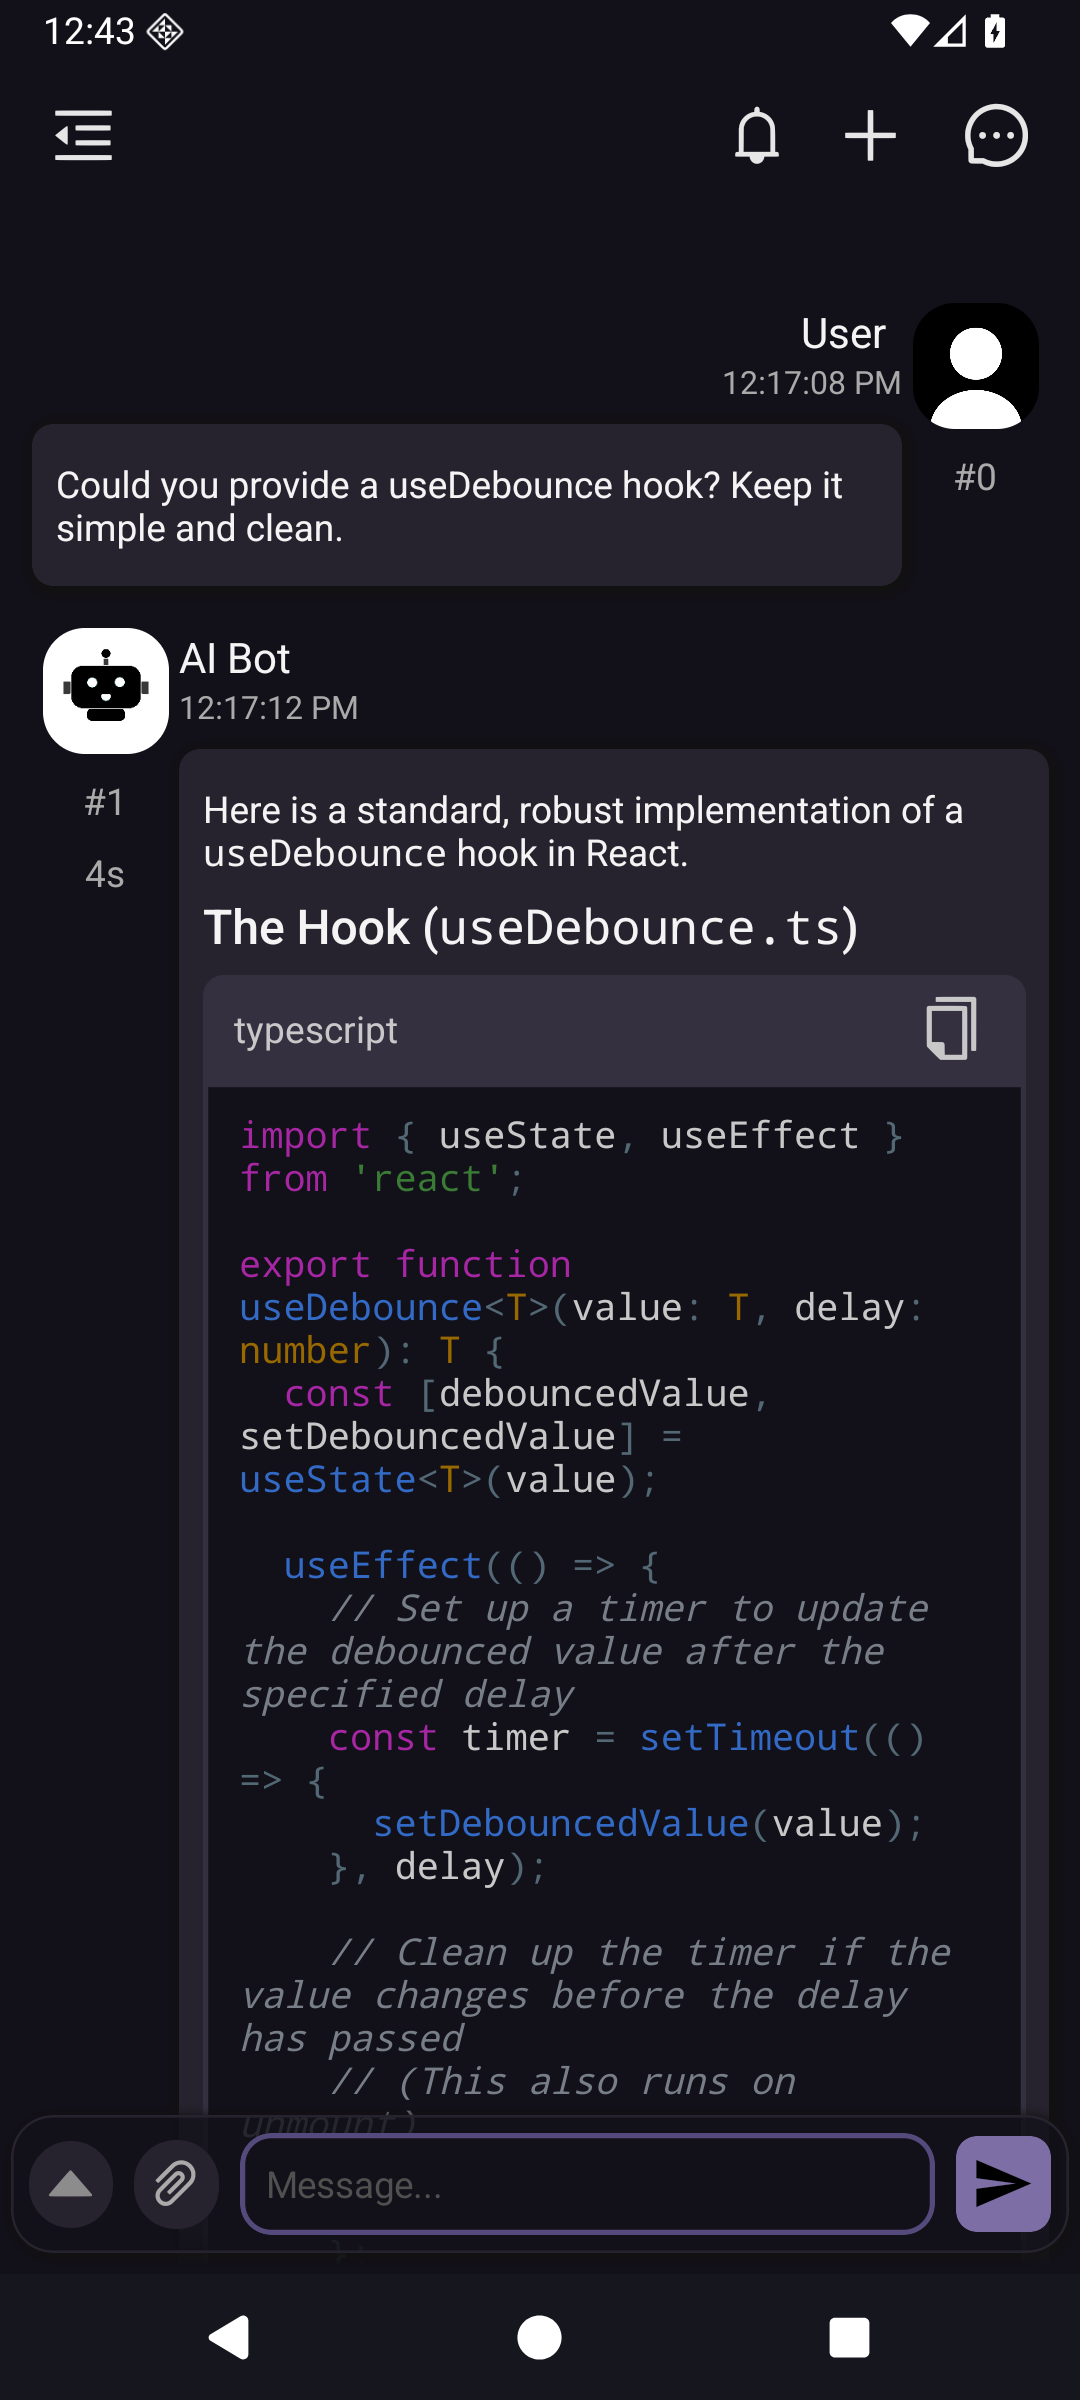 12:43
User
12:17:08 PM
Could you provide a useDebounce hook? Keep it
simple and clean.
#0
AI Bot
12:17:12 PM
#1
4s
Here is a standard, robust implementation of a
useDebounce hook in React.
The Hook (useDebounce.ts)
typescript
import { useState, useEffect }
from 'react';
export function
useDebounce<T>(value: T, delay:
number): T {
  const [debouncedValue,
setDebouncedValue] =
useState<T>(value);
  useEffect(() => {
    // Set up a timer to update
the debounced value after the
specified delay
    const timer = setTimeout(()
=> {
      setDebouncedValue(value);
    }, delay);
    // Clean up the timer if the
value changes before the delay
has passed
    // (This also runs on
unmount)
Message...